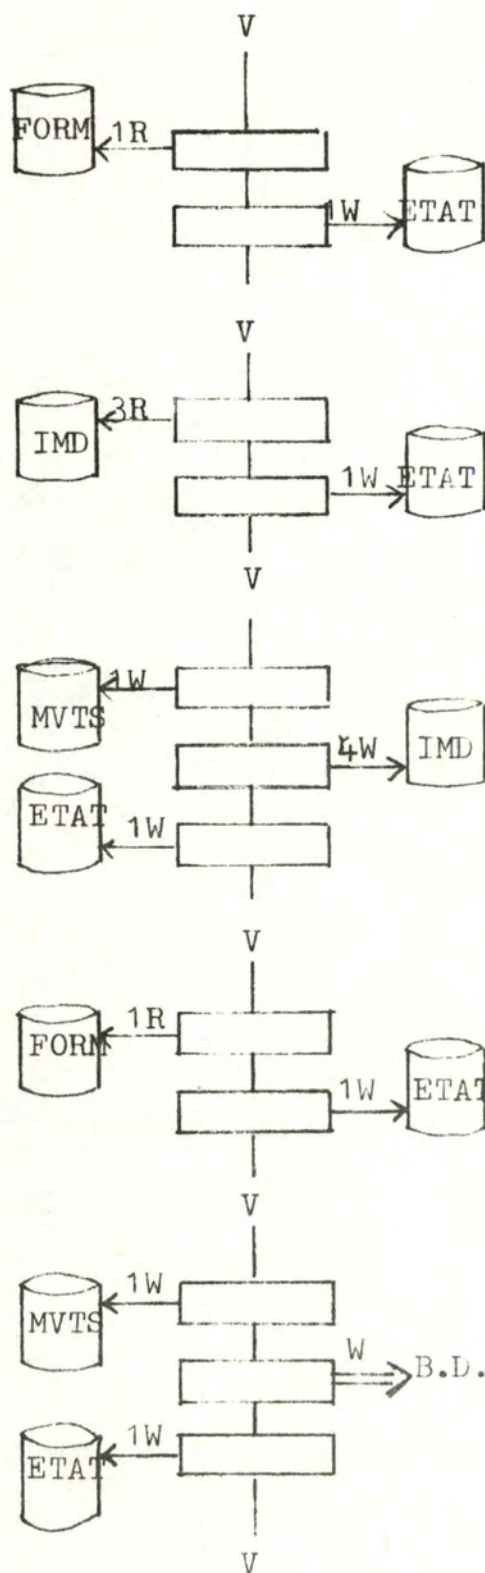 V
FORM 1R
1W ETAT
V
3R
IMD
1W ETAT
V
1W
MVTS
4W IMD
ETAT 1W
V
1R
FORM
1W ETAT
V
1W
MVTS
W B.D.
1W
ETAT
V